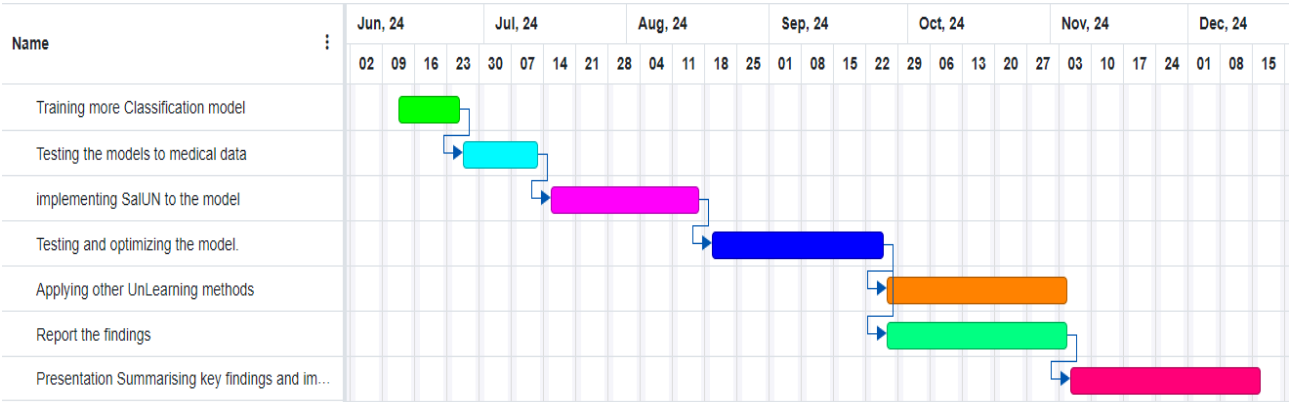 Name
Jun, 24 Jul, 24 Aug, 24 Sep, 24 Oct, 24 Nov, 24 Dec, 24
02 09 16 23 30 07 14 21 28 04 11 18 25 01 08 15 22 29 06 13 20 27 03 10 17 24 01 08 15
Training more Classification model
Testing the models to medical data
implementing SalUN to the model
Testing and optimizing the model.
Applying other UnLearning methods
Report the findings
Presentation Summarising key findings and im...